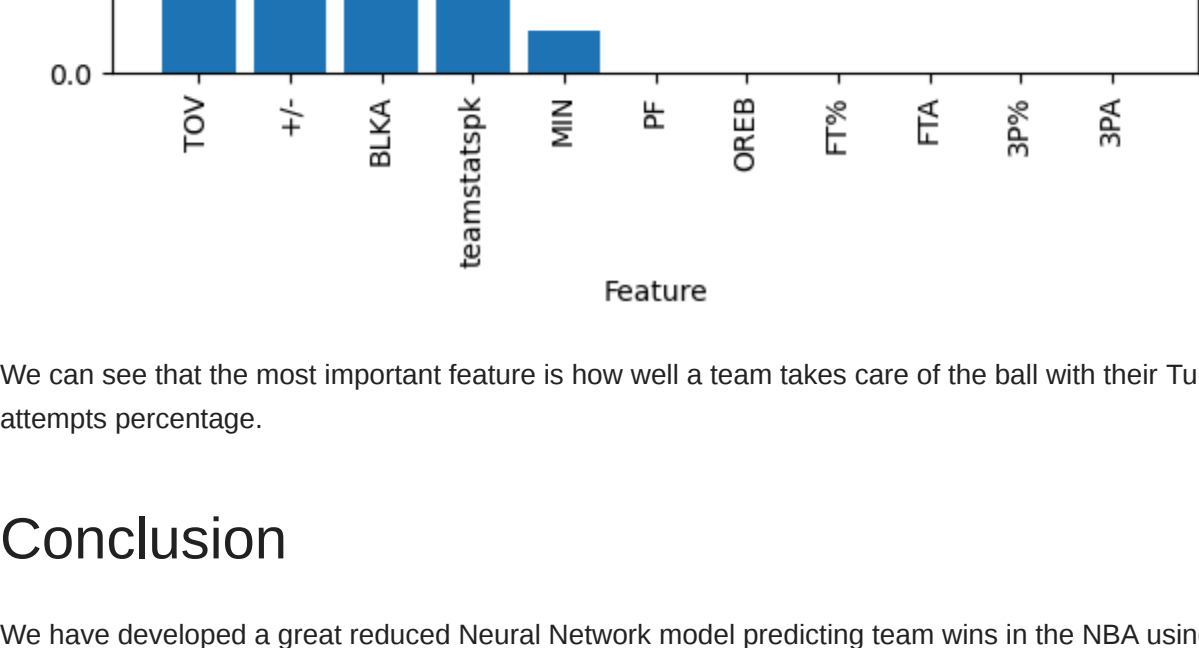 0.0
TOV +/- BLKA teamstatspk MIN PF OREB FT% FTA 3P% 3PA
Feature
We can see that the most important feature is how well a team takes care of the ball with their Tu
attempts percentage.
Conclusion
We have developed a great reduced Neural Network model predicting team wins in the NBA using